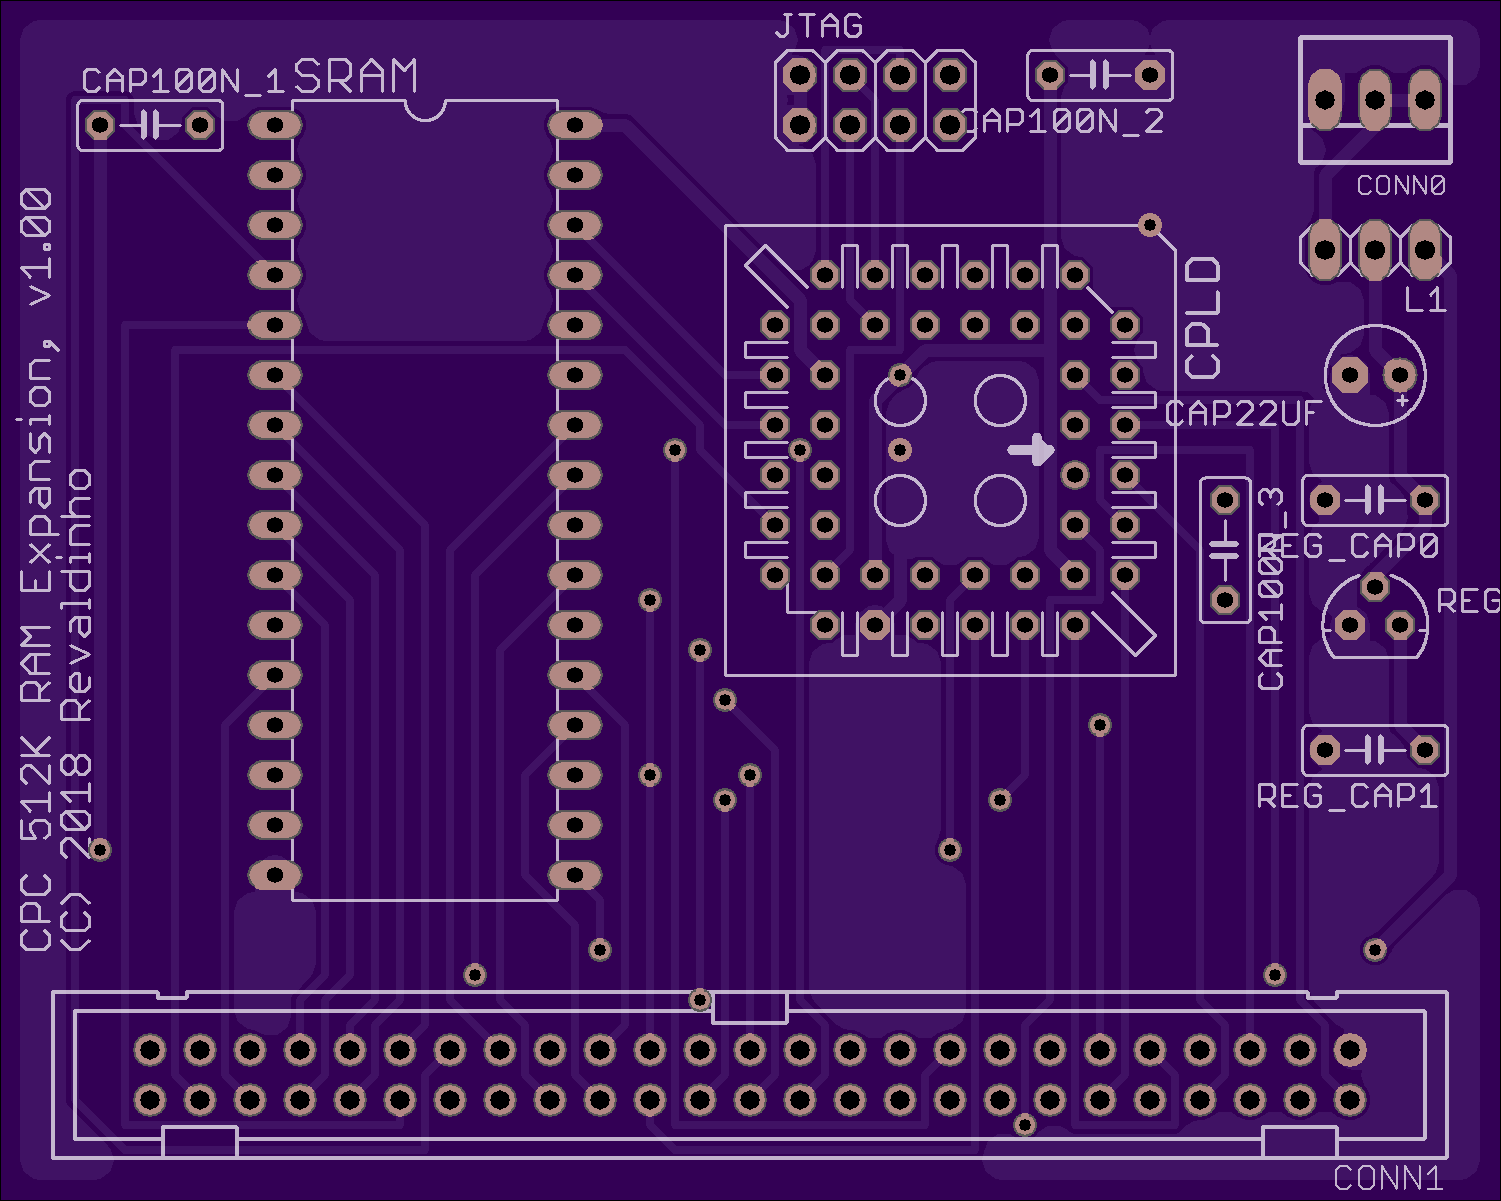 JTAG
CAP100N_1
SRAM
CAP100N_2
CONN0
CPLD
L1
CAP22UF
+
CAP100N_3
REG_CAP0
REG
REG_CAP1
CPC 512K RAM Expansion, v1.00
(C) 2018 Revaldinho
CONN1